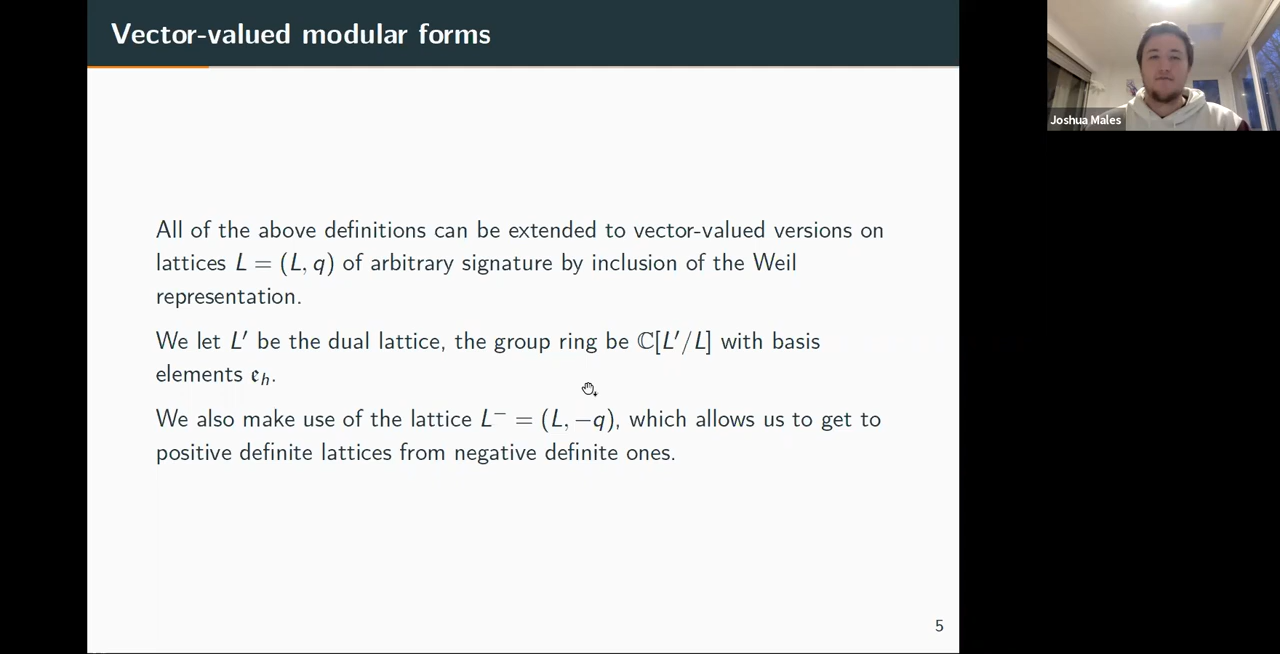 Vector-valued modular forms
Joshua Males
All of the above definitions can be extended to vector-valued versions on
lattices L = (L, q) of arbitrary signature by inclusion of the Weil
representation.
We let L′ be the dual lattice, the group ring be ℂ[L′/L] with basis
elements 𝔢ₕ.
We also make use of the lattice L⁻ = (L, −q), which allows us to get to
positive definite lattices from negative definite ones.
5